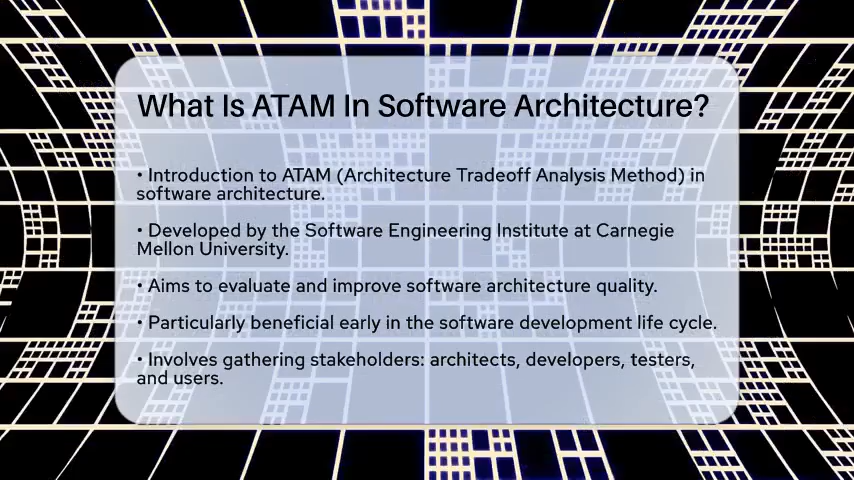 What Is ATAM In Software Architecture?
• Introduction to ATAM (Architecture Tradeoff Analysis Method) in
software architecture.
• Developed by the Software Engineering Institute at Carnegie
Mellon University.
• Aims to evaluate and improve software architecture quality.
• Particularly beneficial early in the software development life cycle.
• Involves gathering stakeholders: architects, developers, testers,
and users.